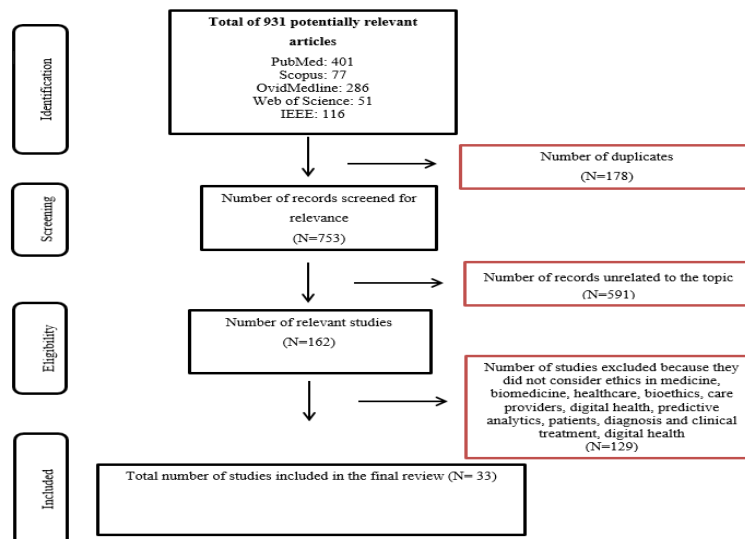 Identification
Total of 931 potentially relevant
articles
PubMed: 401
Scopus: 77
OvidMedline: 286
Web of Science: 51
IEEE: 116
Number of duplicates
(N=178)
Screening
Number of records screened for
relevance
(N=753)
Number of records unrelated to the topic
(N=591)
Eligibility
Number of relevant studies
(N=162)
Number of studies excluded because they
did not consider ethics in medicine,
biomedicine, healthcare, bioethics, care
providers, digital health, predictive
analytics, patients, diagnosis and clinical
treatment, digital health
(N=129)
Included
Total number of studies included in the final review (N= 33)